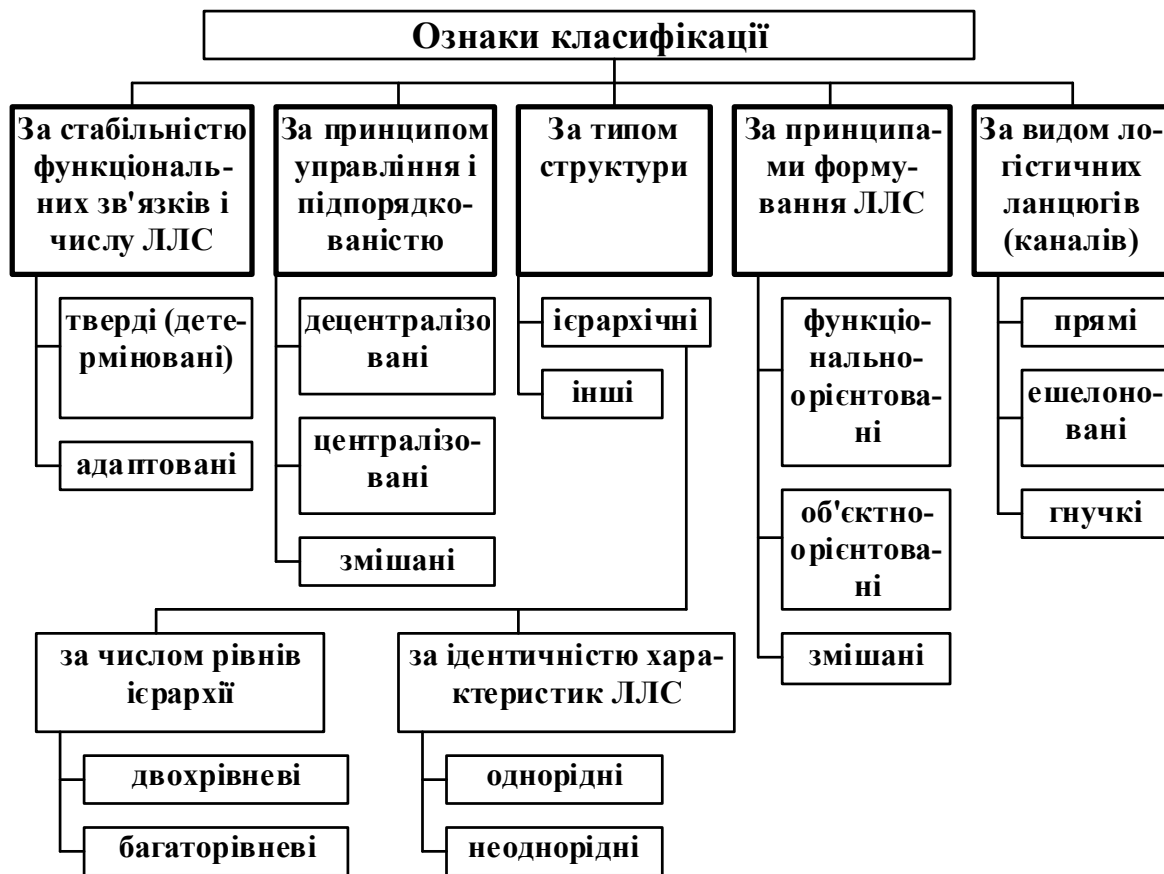 Ознаки класифікації
За стабільністю
функціональ-
них зв'язків і
числу ЛЛС
За принципом
управління і
підпорядко-
ваністю
За типом
структури
За принципа-
ми форму-
вання ЛЛС
За видом ло-
гістичних
ланцюгів
(каналів)
тверді (дете-
рміновані)
адаптовані
децентралізо
вані
централізо-
вані
змішані
ієрархічні
інші
функціо-
нально-
орієнтова-
ні
об'єктно-
орієнтова-
ні
змішані
прямі
ешелоно-
вані
гнучкі
за числом рівнів
ієрархії
двохрівневі
багаторівневі
за ідентичністю хара-
ктеристик ЛЛС
однорідні
неоднорідні